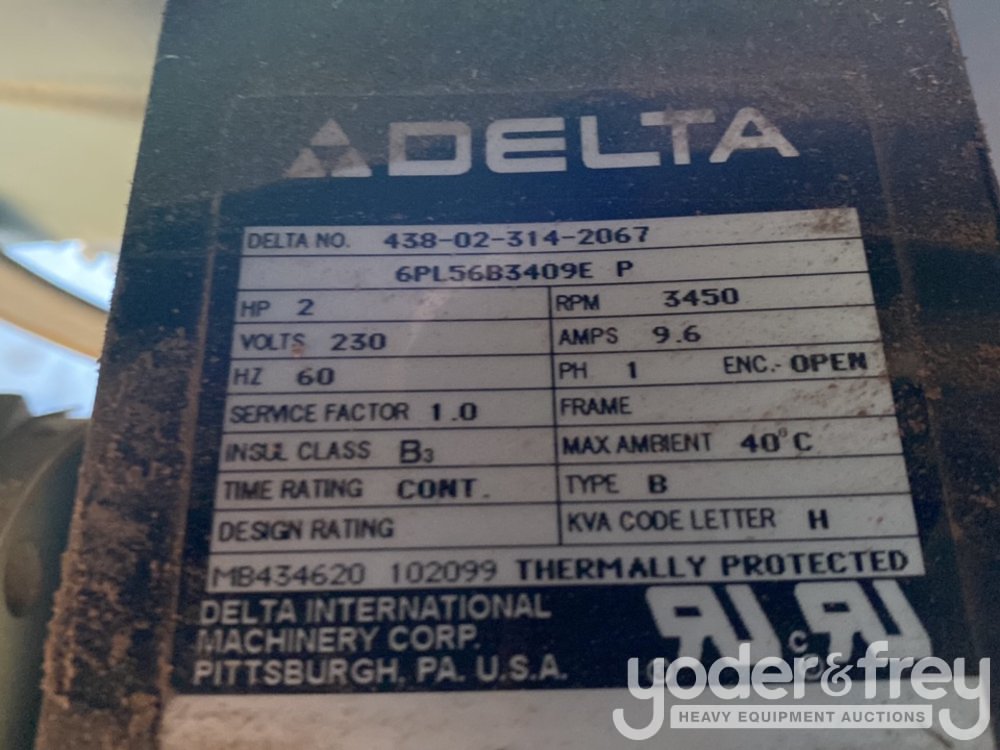 DELTA
DELTA NO. 438-02-314-2067
6PL56B3409E P
HP 2 RPM 3450
VOLTS 230 AMPS 9.6
HZ 60 PH 1 ENC.- OPEN
SERVICE FACTOR 1.0 FRAME
INSUL CLASS B3 MAX AMBIENT 40°C
TIME RATING CONT. TYPE B
DESIGN RATING KVA CODE LETTER H
MB434620 102099 THERMALLY PROTECTED
DELTA INTERNATIONAL
MACHINERY CORP.
PITTSBURGH, PA. U.S.A.
yoder&frey
HEAVY EQUIPMENT AUCTIONS